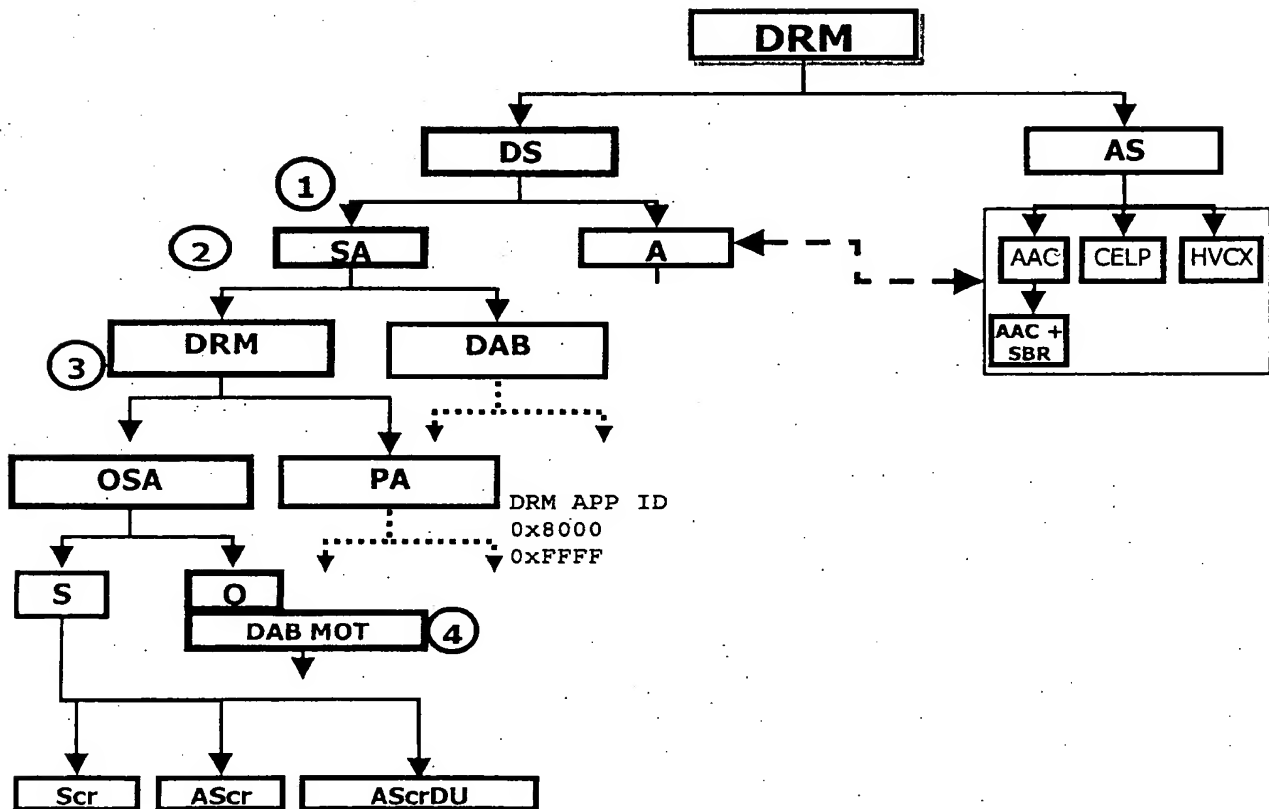 DRM
DS
AS
1
2
SA
A
AAC
CELP
HVCX
AAC +
SBR
3
DRM
DAB
OSA
PA
DRM APP ID
0x8000
0xFFFF
S
O
DAB MOT
4
Scr
AScr
AScrDU